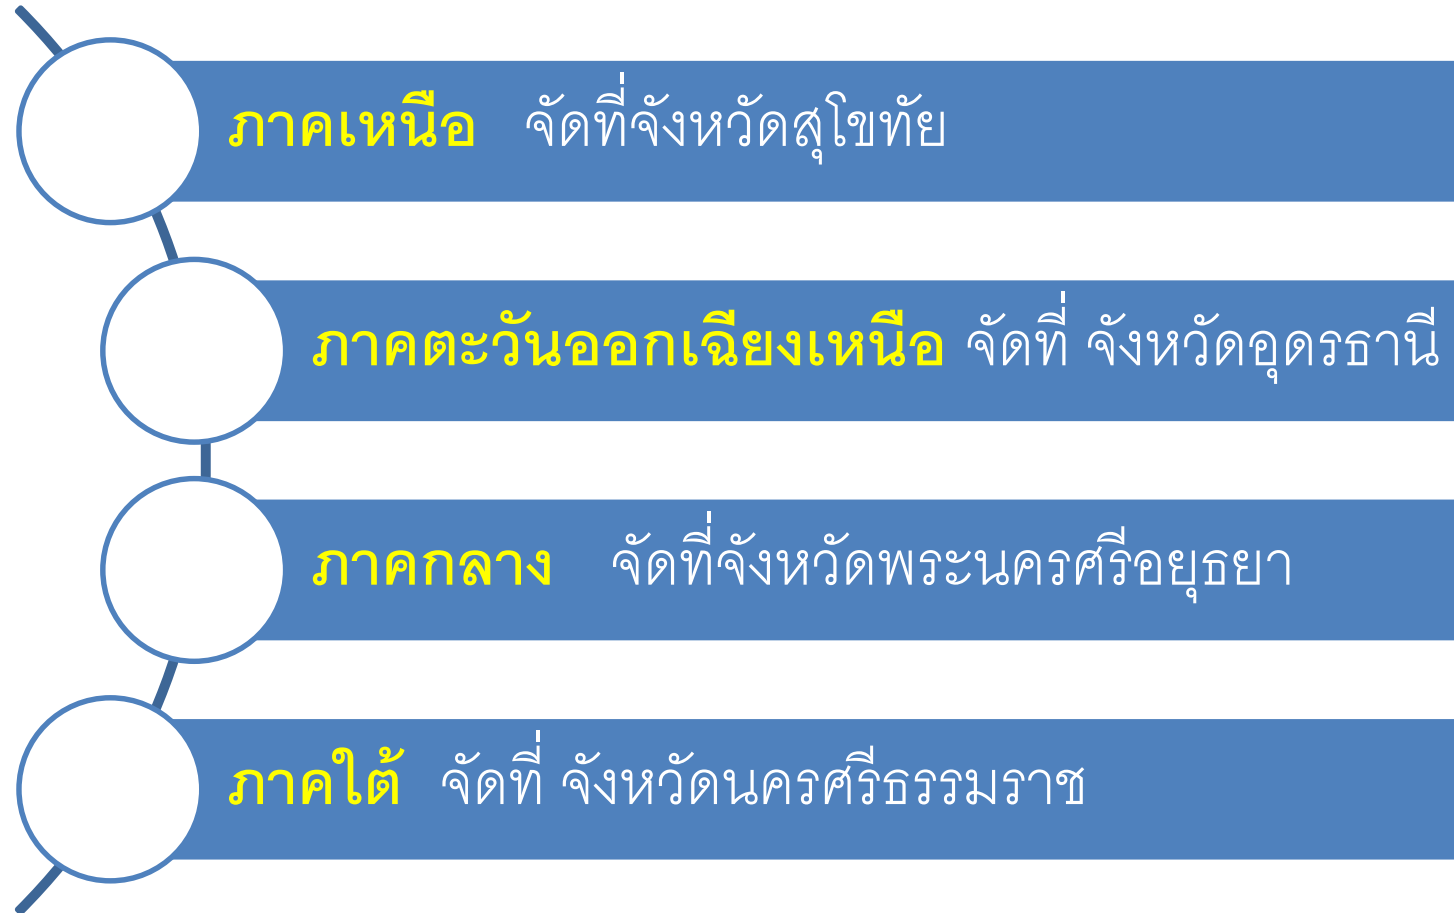 ภาคเหนือ จัดที่จังหวัดสุโขทัย
ภาคตะวันออกเฉียงเหนือ จัดที่ จังหวัดอุดรธานี
ภาคกลาง จัดที่จังหวัดพระนครศรีอยุธยา
ภาคใต้ จัดที่ จังหวัดนครศรีธรรมราช